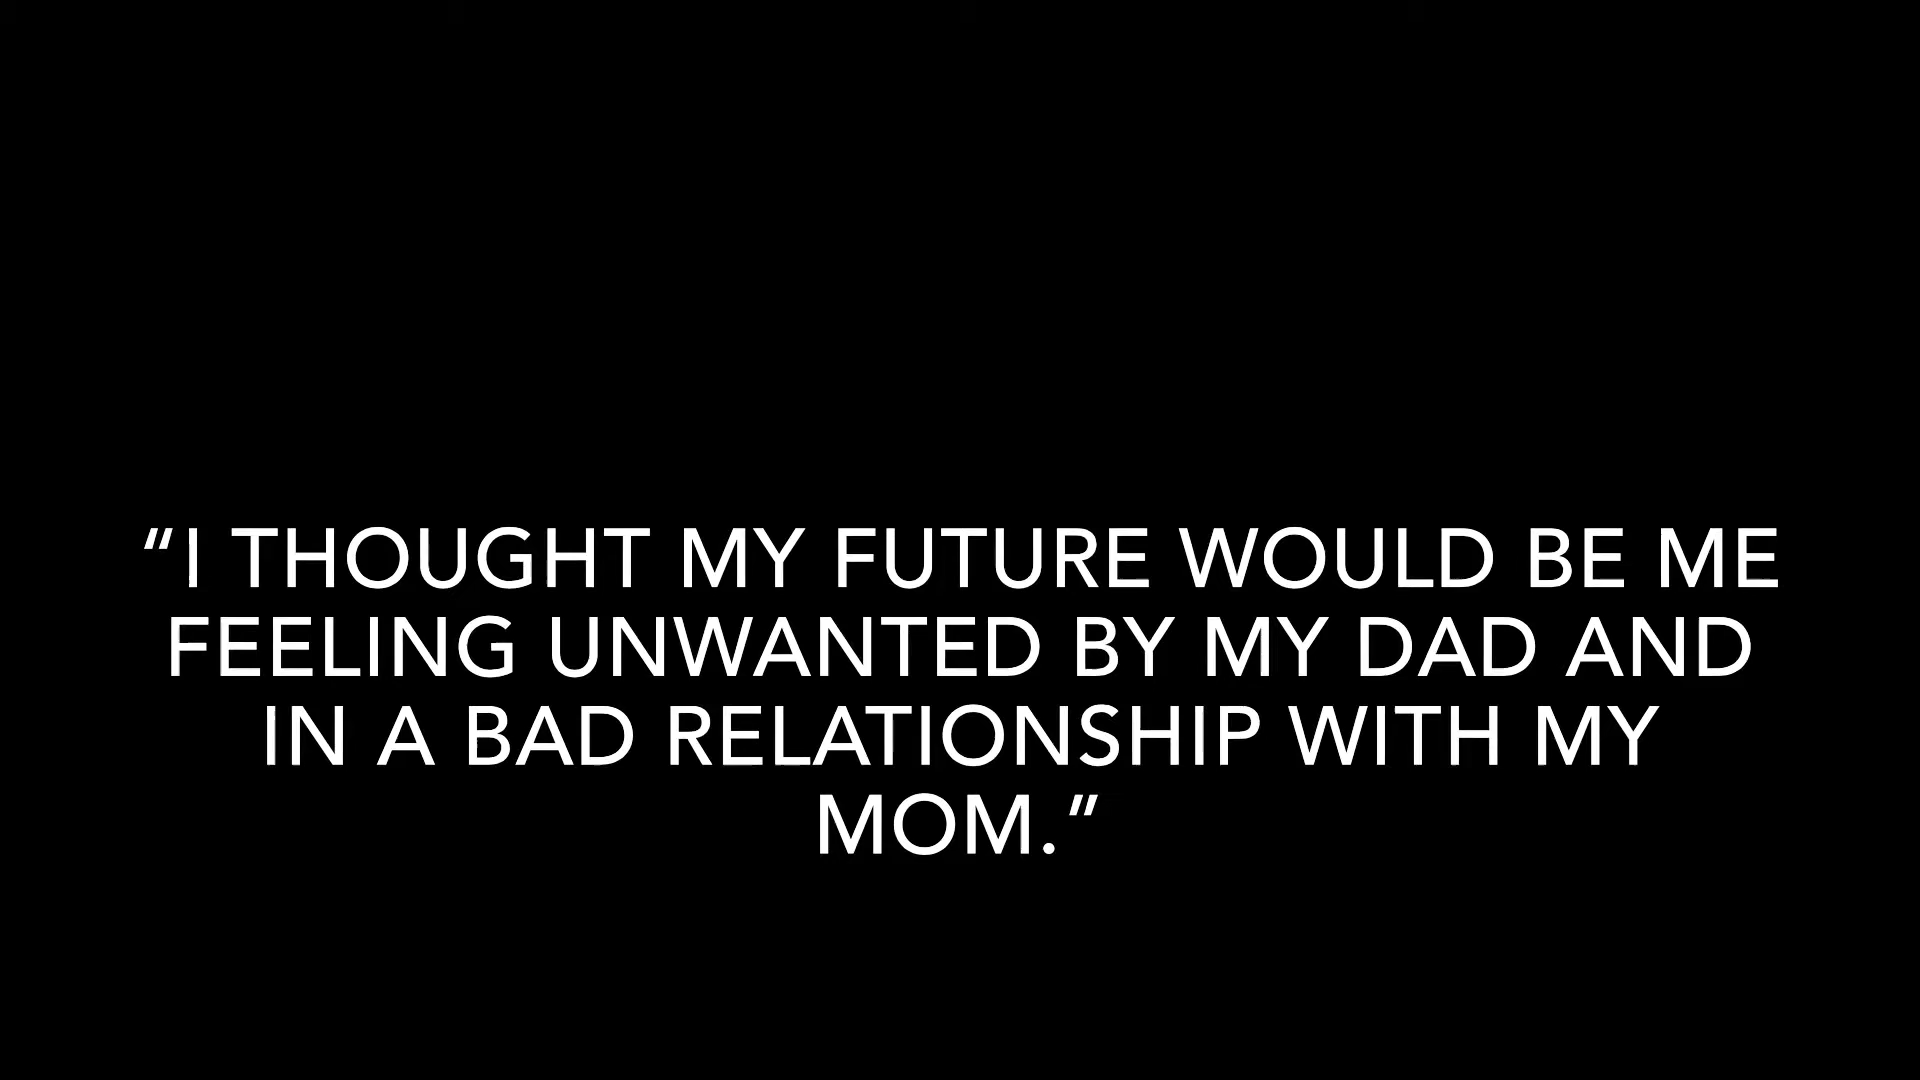 “I THOUGHT MY FUTURE WOULD BE ME
FEELING UNWANTED BY MY DAD AND
IN A BAD RELATIONSHIP WITH MY
MOM.”